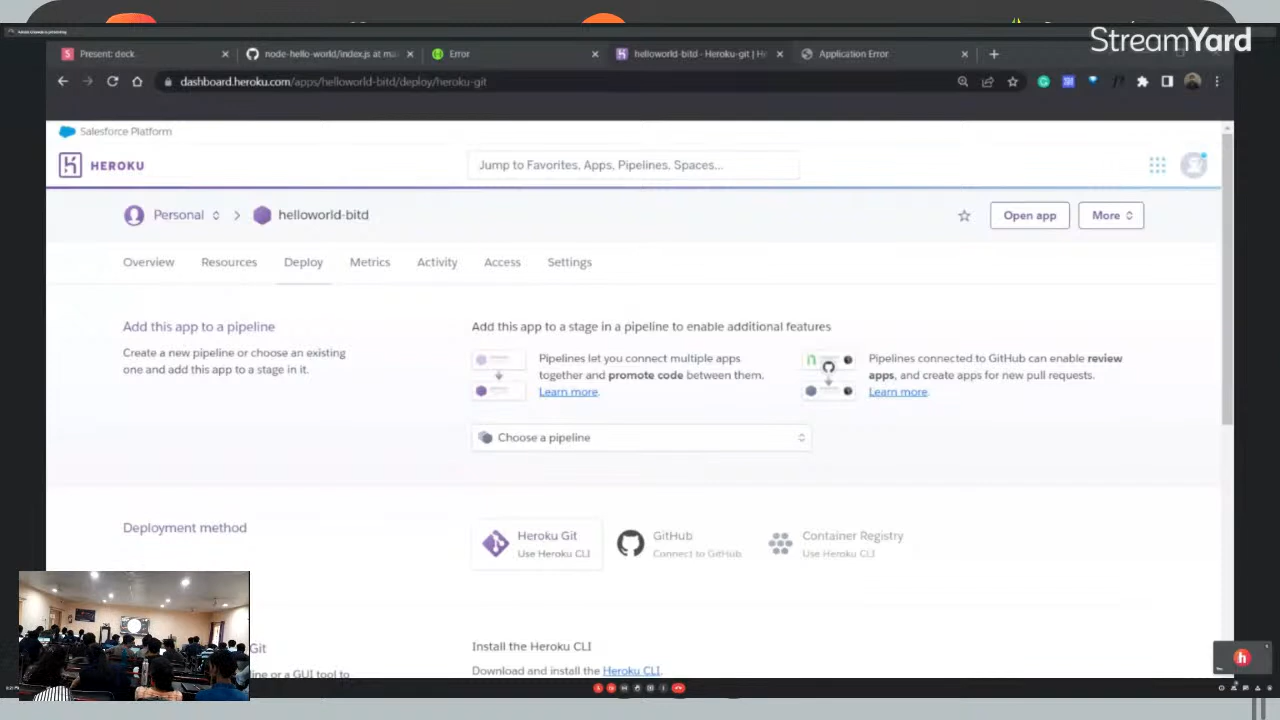 StreamYard
Present: deck
node-hello-world/index.js at ma
Error
helloworld-bitd - Heroku-git | H
Application Error
dashboard.heroku.com/apps/helloworld-bitd/deploy/heroku-git
Salesforce Platform
HEROKU
Jump to Favorites, Apps, Pipelines, Spaces...
Personal
helloworld-bitd
Open app
More
Overview
Resources
Deploy
Metrics
Activity
Access
Settings
Add this app to a pipeline
Create a new pipeline or choose an existing
one and add this app to a stage in it.
Add this app to a stage in a pipeline to enable additional features
Pipelines let you connect multiple apps
together and promote code between them.
Learn more.
Pipelines connected to GitHub can enable review
apps, and create apps for new pull requests.
Learn more.
Choose a pipeline
Deployment method
Heroku Git
Use Heroku CLI
GitHub
Connect to GitHub
Container Registry
Use Heroku CLI
Git
ine or a GUI tool to
Install the Heroku CLI
Download and install the Heroku CLI.
h